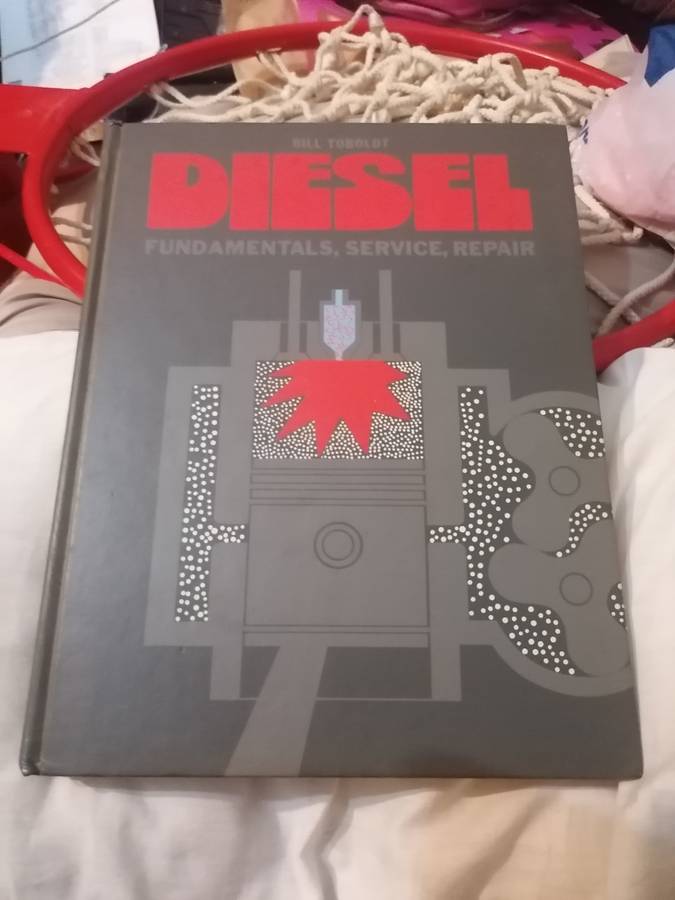 BILL TOBOLDT
DIESEL
FUNDAMENTALS, SERVICE, REPAIR